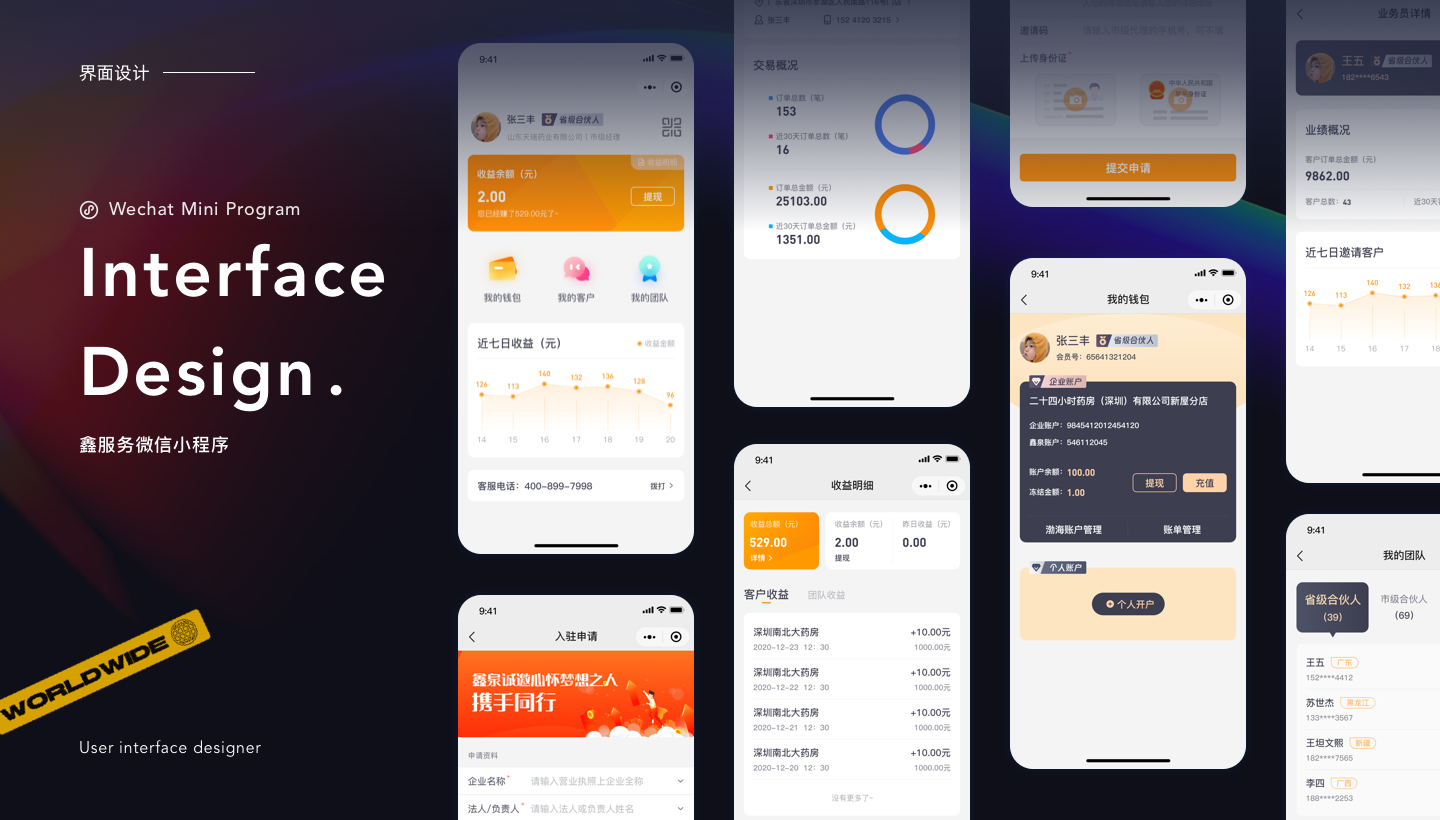 界面设计
Wechat Mini Program
Interface
Design .
鑫服务微信小程序
WORLDWIDE
User interface designer
9:41
张三丰 省级合伙人
山东天瑞药业有限公司 | 市级经理
收益明细
收益余额（元）
2.00
提现
您已经赚了529.00元了~
我的钱包 我的客户 我的团队
近七日收益（元）
收益金额
126 113 140 132 136 128 96
14 15 16 17 18 19 20
客服电话：400-899-7998
拨打
9:41
入驻申请
鑫泉诚邀心怀梦想之人
携手同行
申请资料
企业名称* 请输入营业执照上企业全称
法人/负责人* 请输入法人或负责人姓名
张三丰 152 4120 3215
交易概况
订单总数（笔）
153
近30天订单总数（笔）
16
订单总金额（元）
25103.00
近30天订单总金额（元）
1351.00
9:41
收益明细
收益总额（元） 收益余额（元） 昨日收益（元）
529.00 2.00 0.00
详情 提现
客户收益 团队收益
深圳南北大药房 +10.00元
2020-12-23 12：30 1000.00元
深圳南北大药房 +10.00元
2020-12-22 12：30 1000.00元
深圳南北大药房 +10.00元
2020-12-21 12：30 1000.00元
深圳南北大药房 +10.00元
2020-12-20 12：30 1000.00元
没有更多了~
邀请码 请输入市级代理的手机号，可不填
上传身份证*
中华人民共和国
提交申请
9:41
我的钱包
张三丰 省级合伙人
会员号：65641321204
企业账户
二十四小时药房（深圳）有限公司新屋分店
企业账户：9845412012454120
鑫泉账户：546112045
账户余额：100.00
冻结金额：1.00
提现 充值
渤海账户管理 账单管理
个人账户
个人开户
业务员详情
王五 省级合伙人
182****6543
业绩概况
客户订单总金额（元）
9862.00
客户总数：43 近30天
近七日邀请客户
126 113 140 132 136
14 15 16 17 18
9:41
我的团队
省级合伙人 市级合伙人
(39) (69)
王五 广东
152****4412
苏世杰 黑龙江
133****3567
王坦文熙 新疆
182****7565
李四 广西
188****2253